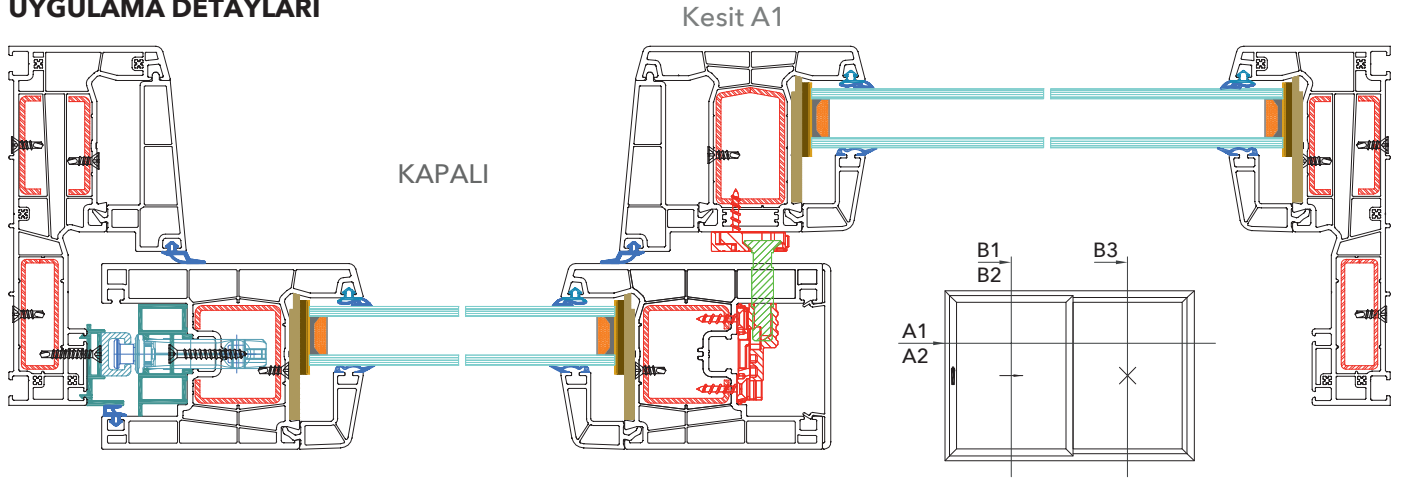 UYGULAMA DETAYLARI
Kesit A1
KAPALI
B1
B2
B3
A1
A2